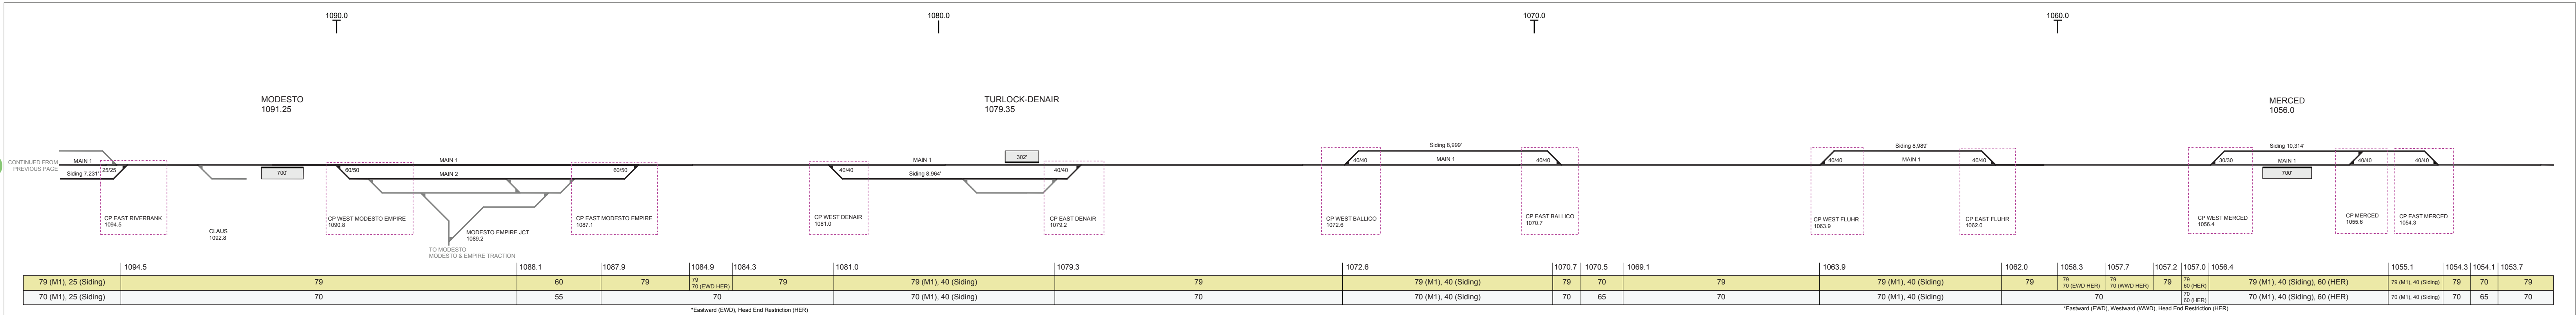 1090.0
1080.0
1070.0
1060.0
MODESTO
1091.25
TURLOCK-DENAIR
1079.35
MERCED
1056.0
CONTINUED FROM
PREVIOUS PAGE
MAIN 1
Siding 7,231'
25/25
700'
60/50
MAIN 1
MAIN 2
60/50
40/40
MAIN 1
Siding 8,964'
302'
40/40
40/40
Siding 8,999'
MAIN 1
40/40
40/40
Siding 8,989'
MAIN 1
40/40
30/30
Siding 10,314'
MAIN 1
700'
40/40
40/40
CP EAST RIVERBANK
1094.5
CLAUS
1092.8
CP WEST MODESTO EMPIRE
1090.8
MODESTO EMPIRE JCT
1089.2
TO MODESTO
MODESTO & EMPIRE TRACTION
CP EAST MODESTO EMPIRE
1087.1
CP WEST DENAIR
1081.0
CP EAST DENAIR
1079.2
CP WEST BALLICO
1072.6
CP EAST BALLICO
1070.7
CP WEST FLUHR
1063.9
CP EAST FLUHR
1062.0
CP WEST MERCED
1056.4
CP MERCED
1055.6
CP EAST MERCED
1054.3
1094.5 1088.1 1087.9 1084.9 1084.3 1081.0 1079.3 1072.6 1070.7 1070.5 1069.1 1063.9 1062.0 1058.3 1057.7 1057.2 1057.0 1056.4 1055.1 1054.3 1054.1 1053.7
79 (M1), 25 (Siding)
79
60
79
79
70 (EWD HER)
79
79 (M1), 40 (Siding)
79
79 (M1), 40 (Siding)
79
70
79
79 (M1), 40 (Siding)
79
79
70 (EWD HER)
79
70 (WWD HER)
79
79
60 (HER)
79 (M1), 40 (Siding), 60 (HER)
79 (M1), 40 (Siding)
79
70
79
70 (M1), 25 (Siding)
70
55
70
70 (M1), 40 (Siding)
70
70 (M1), 40 (Siding)
70
65
70
70 (M1), 40 (Siding)
70
70
60 (HER)
70 (M1), 40 (Siding), 60 (HER)
70 (M1), 40 (Siding)
70
65
70
*Eastward (EWD), Head End Restriction (HER)
*Eastward (EWD), Westward (WWD), Head End Restriction (HER)